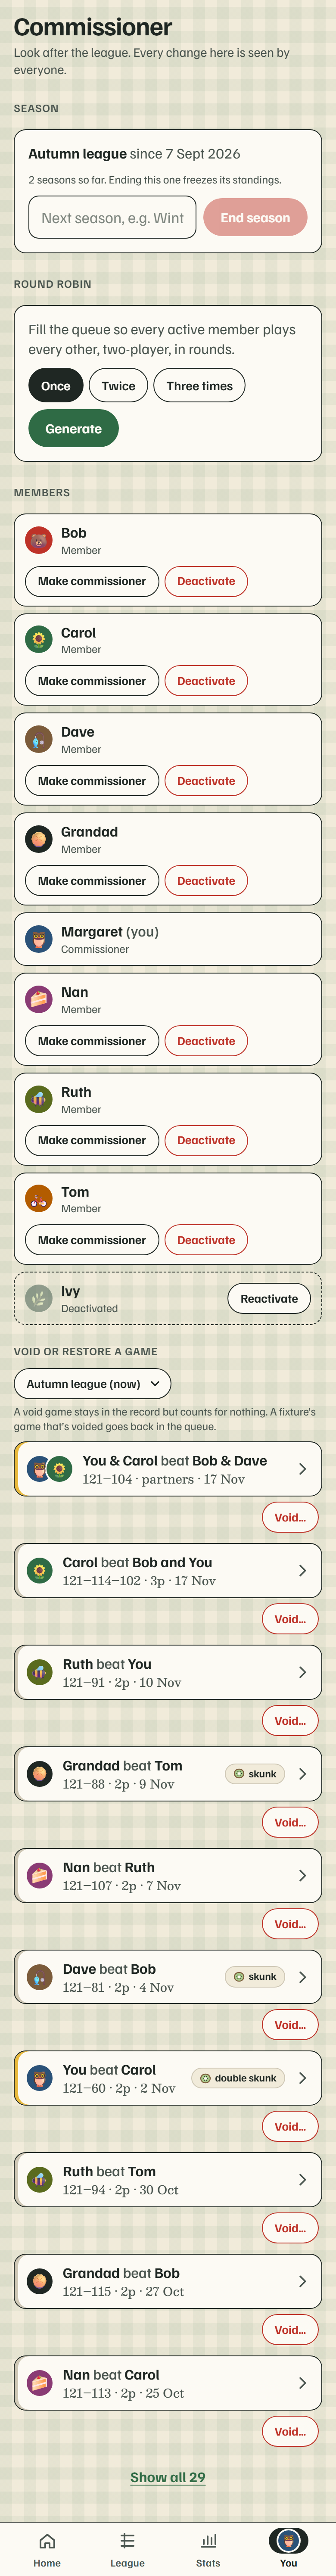 Commissioner
Look after the league. Every change here is seen by
everyone.
SEASON
Autumn league since 7 Sept 2026
2 seasons so far. Ending this one freezes its standings.
Next season, e.g. Wint
End season
ROUND ROBIN
Fill the queue so every active member plays
every other, two-player, in rounds.
Once
Twice
Three times
Generate
MEMBERS
Bob
Member
Make commissioner
Deactivate
Carol
Member
Make commissioner
Deactivate
Dave
Member
Make commissioner
Deactivate
Grandad
Member
Make commissioner
Deactivate
Margaret (you)
Commissioner
Nan
Member
Make commissioner
Deactivate
Ruth
Member
Make commissioner
Deactivate
Tom
Member
Make commissioner
Deactivate
Ivy
Deactivated
Reactivate
VOID OR RESTORE A GAME
Autumn league (now)
A void game stays in the record but counts for nothing. A fixture's
game that's voided goes back in the queue.
You & Carol beat Bob & Dave
121–104 · partners · 17 Nov
Void…
Carol beat Bob and You
121–114–102 · 3p · 17 Nov
Void…
Ruth beat You
121–91 · 2p · 10 Nov
Void…
Grandad beat Tom
121–88 · 2p · 9 Nov
skunk
Void…
Nan beat Ruth
121–107 · 2p · 7 Nov
Void…
Dave beat Bob
121–81 · 2p · 4 Nov
skunk
Void…
You beat Carol
121–60 · 2p · 2 Nov
double skunk
Void…
Ruth beat Tom
121–94 · 2p · 30 Oct
Void…
Grandad beat Bob
121–115 · 2p · 27 Oct
Void…
Nan beat Carol
121–113 · 2p · 25 Oct
Void…
Show all 29
Home
League
Stats
You